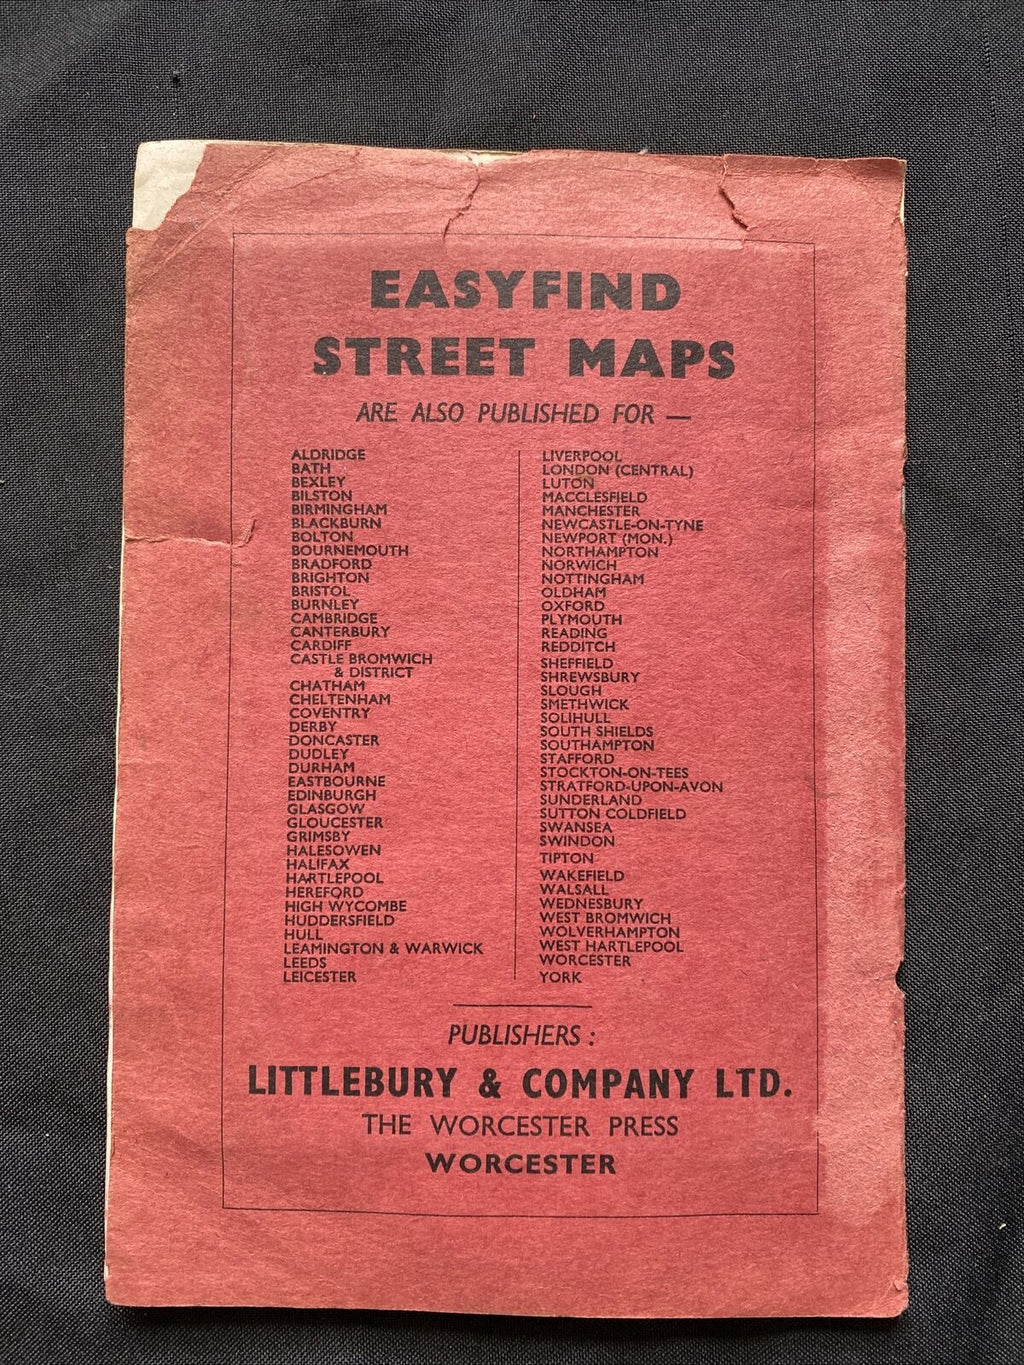 EASYFIND
STREET MAPS
ARE ALSO PUBLISHED FOR —
ALDRIDGE
BATH
BEXLEY
BILSTON
BIRMINGHAM
BLACKBURN
BOLTON
BOURNEMOUTH
BRADFORD
BRIGHTON
BRISTOL
BURNLEY
CAMBRIDGE
CANTERBURY
CARDIFF
CASTLE BROMWICH
& DISTRICT
CHATHAM
CHELTENHAM
COVENTRY
DERBY
DONCASTER
DUDLEY
DURHAM
EASTBOURNE
EDINBURGH
GLASGOW
GLOUCESTER
GRIMSBY
HALESOWEN
HALIFAX
HARTLEPOOL
HEREFORD
HIGH WYCOMBE
HUDDERSFIELD
HULL
LEAMINGTON & WARWICK
LEEDS
LEICESTER
LIVERPOOL
LONDON (CENTRAL)
LUTON
MACCLESFIELD
MANCHESTER
NEWCASTLE-ON-TYNE
NEWPORT (MON.)
NORTHAMPTON
NORWICH
NOTTINGHAM
OLDHAM
OXFORD
PLYMOUTH
READING
REDDITCH
SHEFFIELD
SHREWSBURY
SLOUGH
SMETHWICK
SOLIHULL
SOUTH SHIELDS
SOUTHAMPTON
STAFFORD
STOCKTON-ON-TEES
STRATFORD-UPON-AVON
SUNDERLAND
SUTTON COLDFIELD
SWANSEA
SWINDON
TIPTON
WAKEFIELD
WALSALL
WEDNESBURY
WEST BROMWICH
WOLVERHAMPTON
WEST HARTLEPOOL
WORCESTER
YORK
PUBLISHERS :
LITTLEBURY & COMPANY LTD.
THE WORCESTER PRESS
WORCESTER